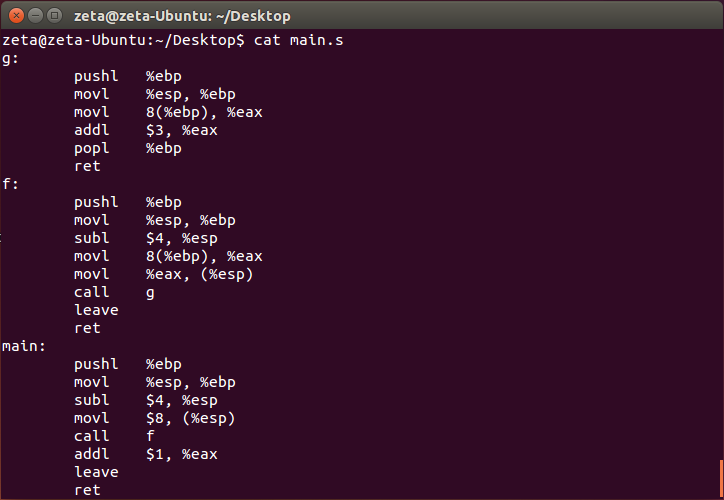 zeta@zeta-Ubuntu: ~/Desktop
zeta@zeta-Ubuntu:~/Desktop$ cat main.s
g:
pushl %ebp
movl %esp, %ebp
movl 8(%ebp), %eax
addl $3, %eax
popl %ebp
ret
f:
pushl %ebp
movl %esp, %ebp
subl $4, %esp
movl 8(%ebp), %eax
movl %eax, (%esp)
call g
leave
ret
main:
pushl %ebp
movl %esp, %ebp
subl $4, %esp
movl $8, (%esp)
call f
addl $1, %eax
leave
ret